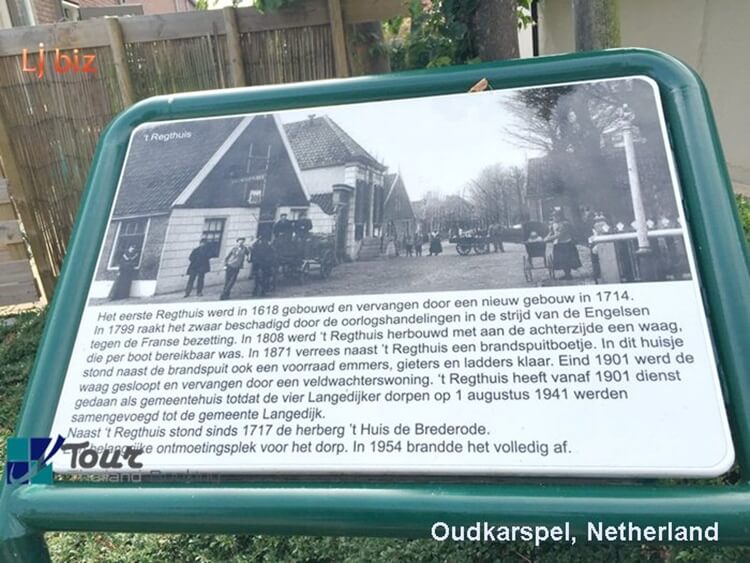 Lj biz
't Regthuis
Het eerste Regthuis werd in 1618 gebouwd en vervangen door een nieuw gebouw in 1714.
In 1799 raakt het zwaar beschadigd door de oorlogshandelingen in de strijd van de Engelsen
tegen de Franse bezetting. In 1808 werd 't Regthuis herbouwd met aan de achterzijde een waag,
die per boot bereikbaar was. In 1871 verrees naast 't Regthuis een brandspuitboetje. In dit huisje
stond naast de brandspuit ook een voorraad emmers, gieters en ladders klaar. Eind 1901 werd de
waag gesloopt en vervangen door een veldwachterswoning. 't Regthuis heeft vanaf 1901 dienst
gedaan als gemeentehuis totdat de vier Langedijker dorpen op 1 augustus 1941 werden
samengevoegd tot de gemeente Langedijk.
Naast 't Regthuis stond sinds 1717 de herberg 't Huis de Brederode.
belangrijke ontmoetingsplek voor het dorp. In 1954 brandde het volledig af.
Tour
Oudkarspel, Netherland